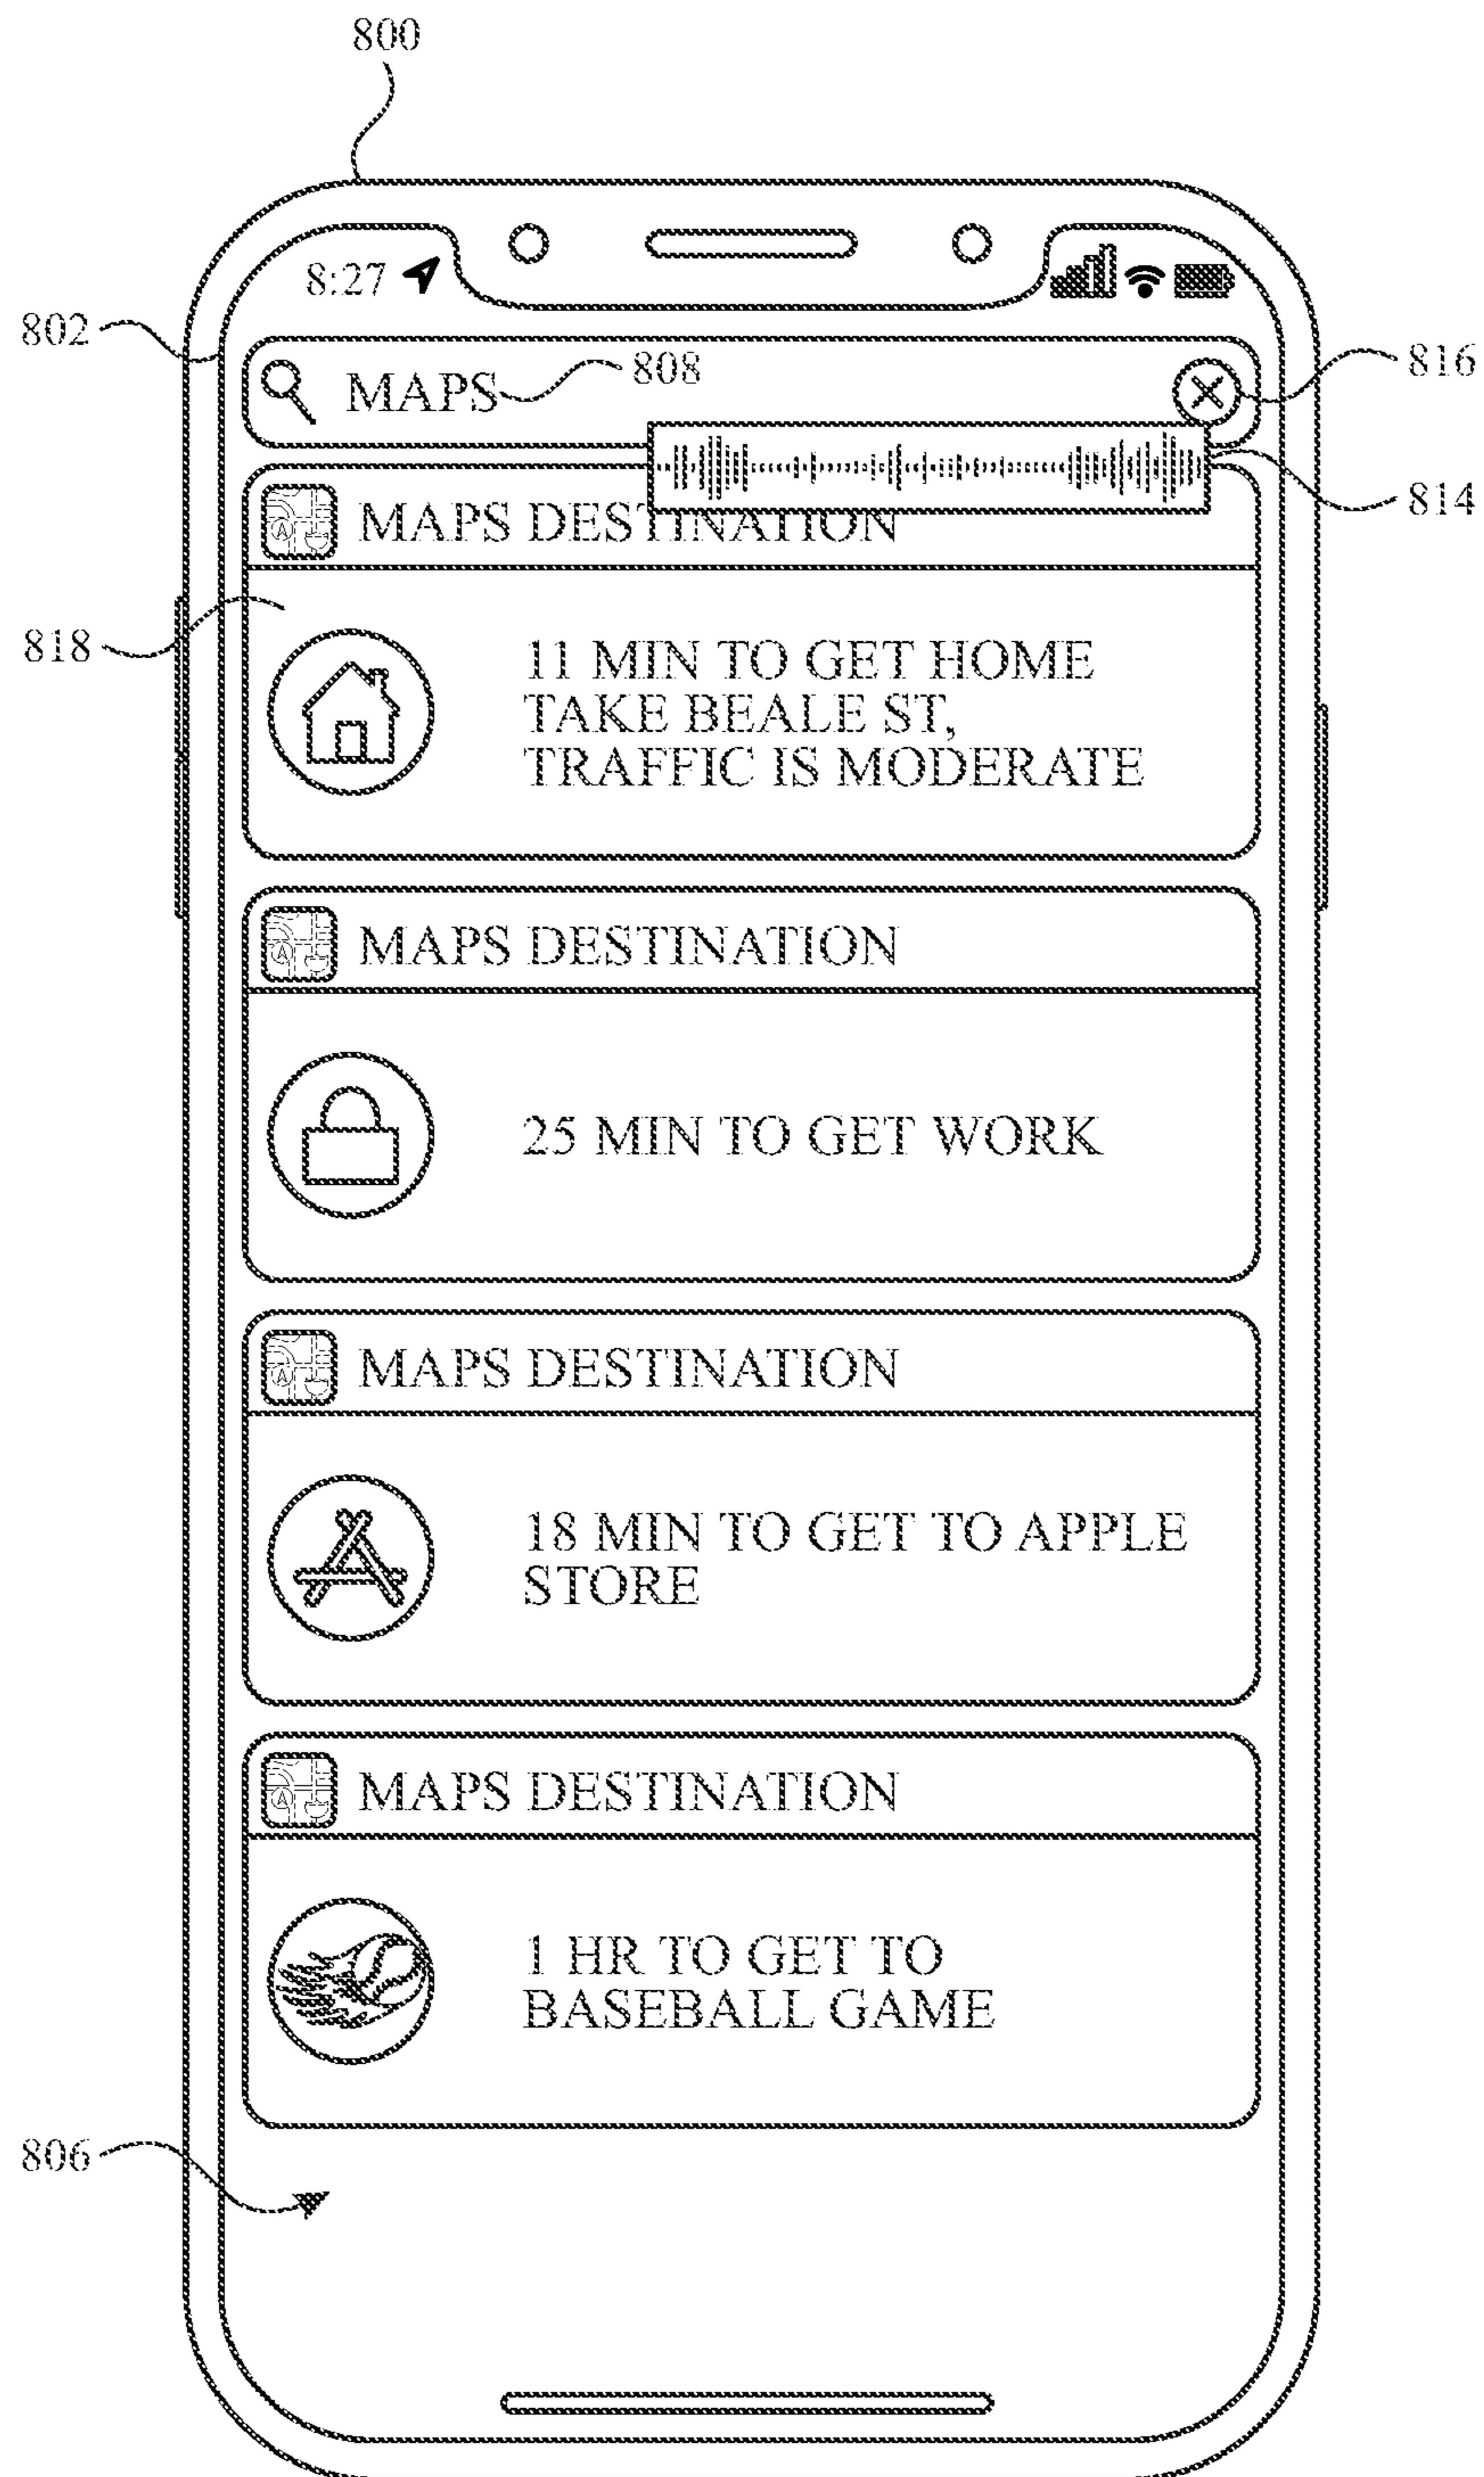 800
8:27
802
MAPS
808
816
814
MAPS DESTINATION
818
11 MIN TO GET HOME
TAKE BEALE ST,
TRAFFIC IS MODERATE
MAPS DESTINATION
25 MIN TO GET WORK
MAPS DESTINATION
18 MIN TO GET TO APPLE
STORE
MAPS DESTINATION
1 HR TO GET TO
BASEBALL GAME
806